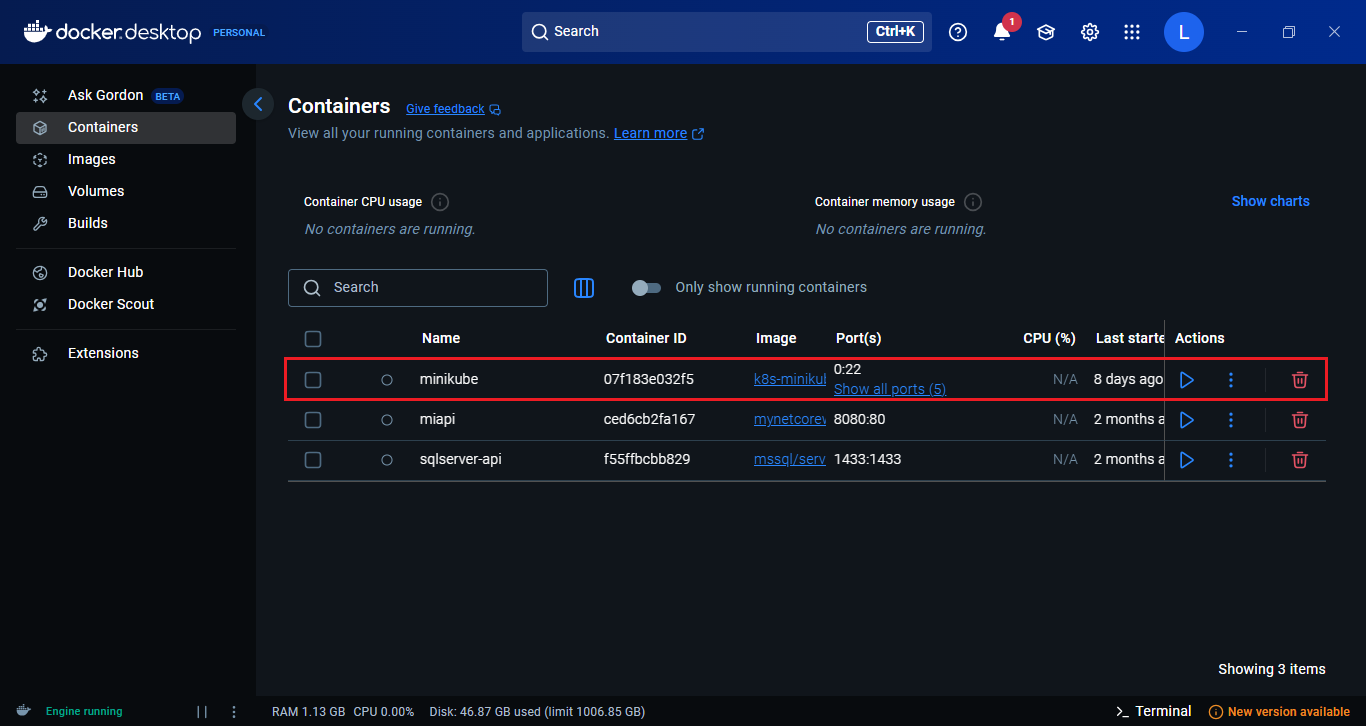 docker.desktop PERSONAL
Search Ctrl+K
1
L
Ask Gordon BETA
Containers
Images
Volumes
Builds
Docker Hub
Docker Scout
Extensions
Containers Give feedback
View all your running containers and applications. Learn more
Container CPU usage
No containers are running.
Container memory usage
No containers are running.
Show charts
Search
Only show running containers
Name Container ID Image Port(s) CPU (%) Last starte Actions
minikube 07f183e032f5 k8s-minikul 0:22 N/A 8 days ago
Show all ports (5)
miapi ced6cb2fa167 mynetcorev 8080:80 N/A 2 months a
sqlserver-api f55ffbcbb829 mssql/serv 1433:1433 N/A 2 months a
Showing 3 items
Engine running
RAM 1.13 GB CPU 0.00% Disk: 46.87 GB used (limit 1006.85 GB)
>_ Terminal
New version available